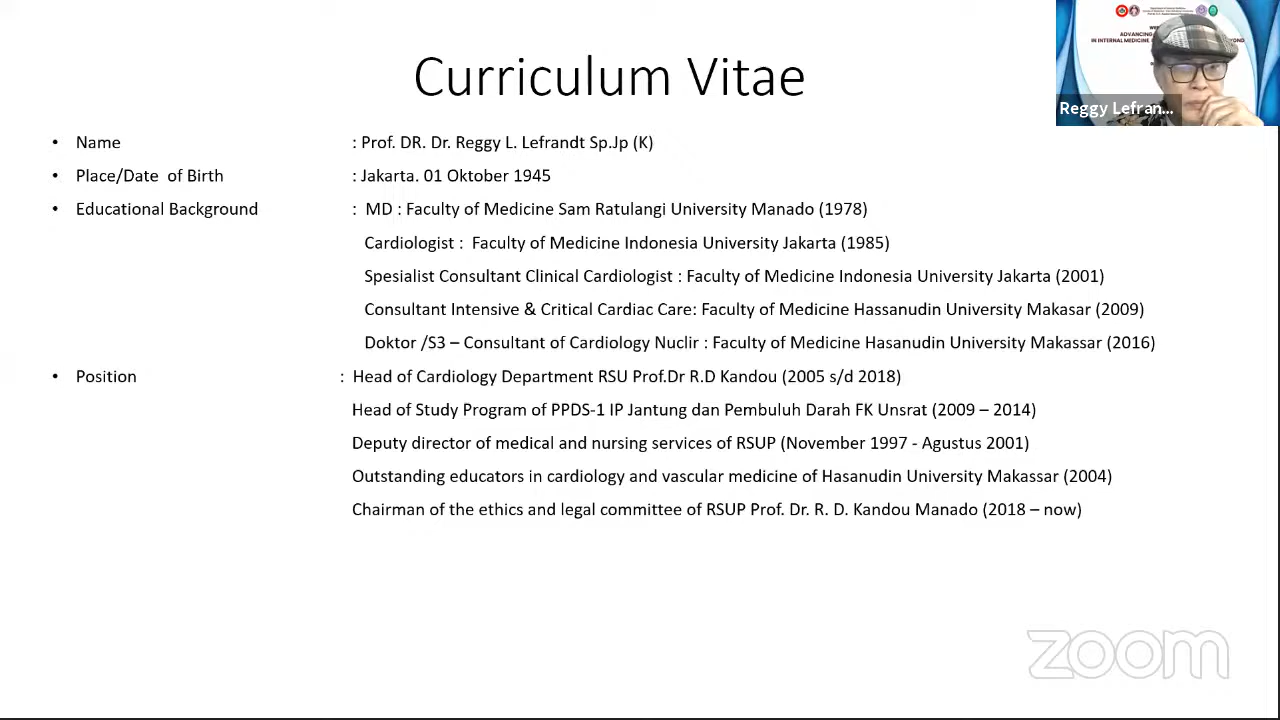 Curriculum Vitae
• Name : Prof. DR. Dr. Reggy L. Lefrandt Sp.Jp (K)
• Place/Date of Birth : Jakarta. 01 Oktober 1945
• Educational Background : MD : Faculty of Medicine Sam Ratulangi University Manado (1978)
Cardiologist : Faculty of Medicine Indonesia University Jakarta (1985)
Spesialist Consultant Clinical Cardiologist : Faculty of Medicine Indonesia University Jakarta (2001)
Consultant Intensive & Critical Cardiac Care: Faculty of Medicine Hassanudin University Makasar (2009)
Doktor /S3 – Consultant of Cardiology Nuclir : Faculty of Medicine Hasanudin University Makassar (2016)
• Position : Head of Cardiology Department RSU Prof.Dr R.D Kandou (2005 s/d 2018)
Head of Study Program of PPDS-1 IP Jantung dan Pembuluh Darah FK Unsrat (2009 – 2014)
Deputy director of medical and nursing services of RSUP (November 1997 - Agustus 2001)
Outstanding educators in cardiology and vascular medicine of Hasanudin University Makassar (2004)
Chairman of the ethics and legal committee of RSUP Prof. Dr. R. D. Kandou Manado (2018 – now)
ADVANCING
IN INTERNAL MEDICINE
Reggy Lefran...
zoom